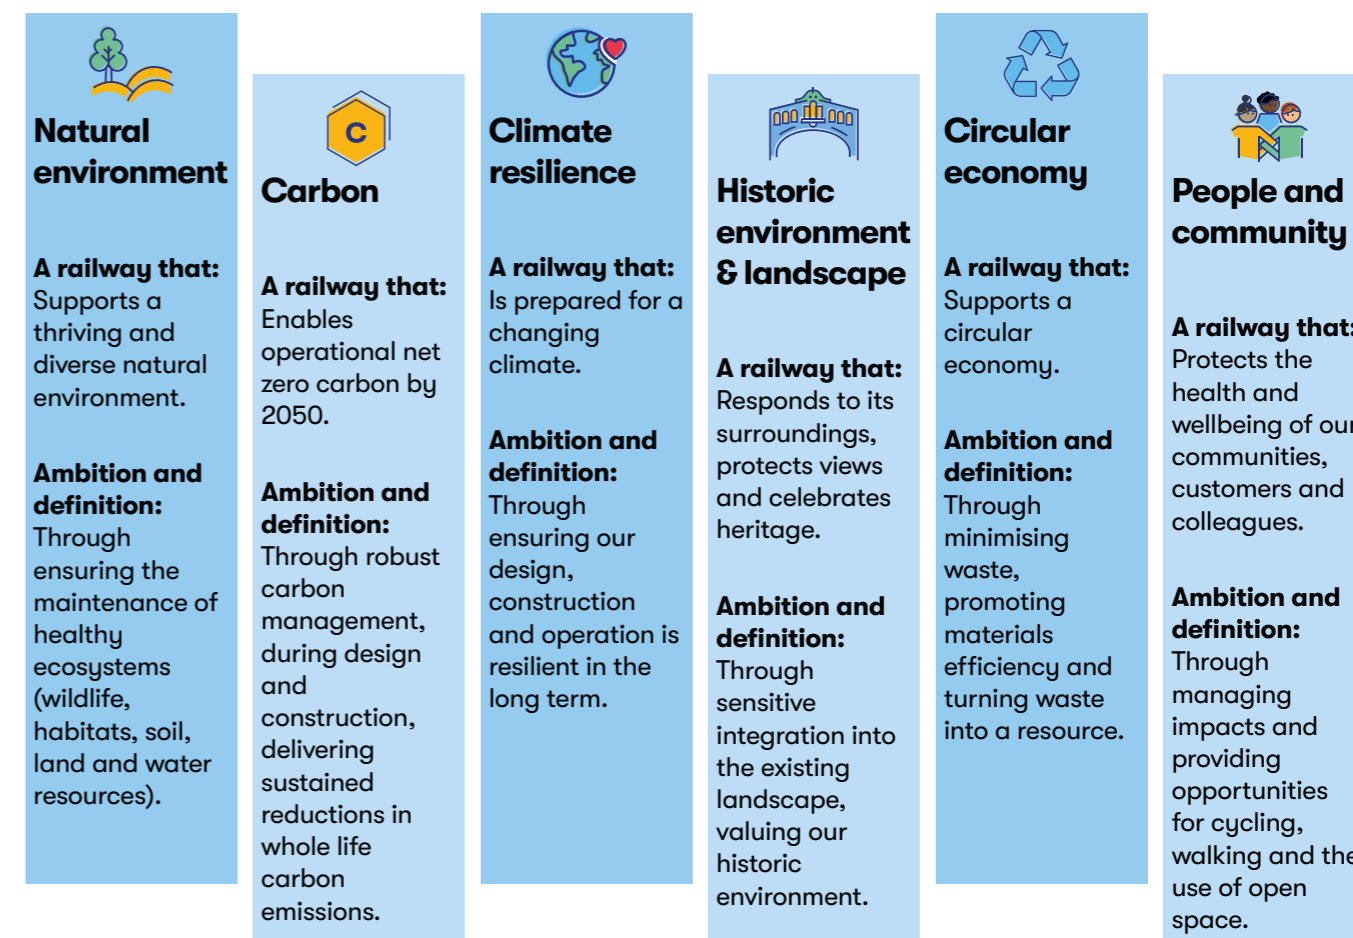 Natural
environment
A railway that:
Supports a
thriving and
diverse natural
environment.
Ambition and
definition:
Through
ensuring the
maintenance of
healthy
ecosystems
(wildlife,
habitats, soil,
land and water
resources).
C
Carbon
A railway that:
Enables
operational net
zero carbon by
2050.
Ambition and
definition:
Through robust
carbon
management,
during design
and
construction,
delivering
sustained
reductions in
whole life
carbon
emissions.
Climate
resilience
A railway that:
Is prepared for a
changing
climate.
Ambition and
definition:
Through
ensuring our
design,
construction
and operation is
resilient in the
long term.
Historic
environment
& landscape
A railway that:
Responds to its
surroundings,
protects views
and celebrates
heritage.
Ambition and
definition:
Through
sensitive
integration into
the existing
landscape,
valuing our
historic
environment.
Circular
economy
A railway that:
Supports a
circular
economy.
Ambition and
definition:
Through
minimising
waste,
promoting
materials
efficiency and
turning waste
into a resource.
People and
community
A railway that:
Protects the
health and
wellbeing of our
communities,
customers and
colleagues.
Ambition and
definition:
Through
managing
impacts and
providing
opportunities
for cycling,
walking and the
use of open
space.